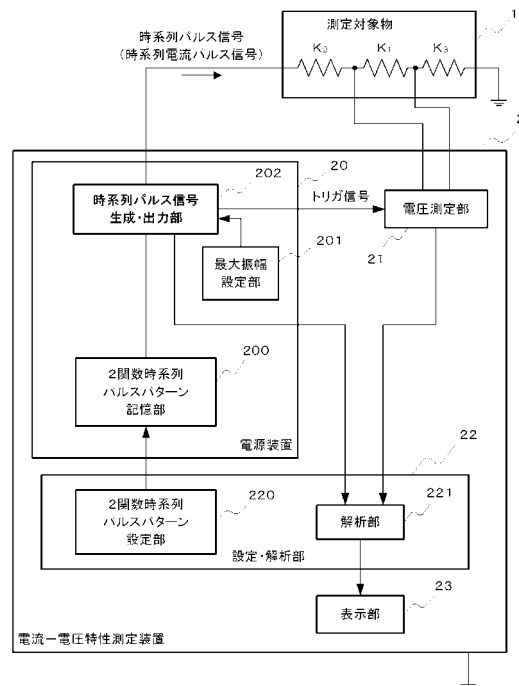 測定対象物
1
時系列パルス信号
(時系列電流パルス信号)
K2
K1
K3
2
20
202
時系列パルス信号
生成・出力部
トリガ信号
電圧測定部
21
201
最大振幅
設定部
200
2関数時系列
パルスパターン
記憶部
電源装置
22
220
221
2関数時系列
パルスパターン
設定部
解析部
設定・解析部
23
表示部
電流ー電圧特性測定装置